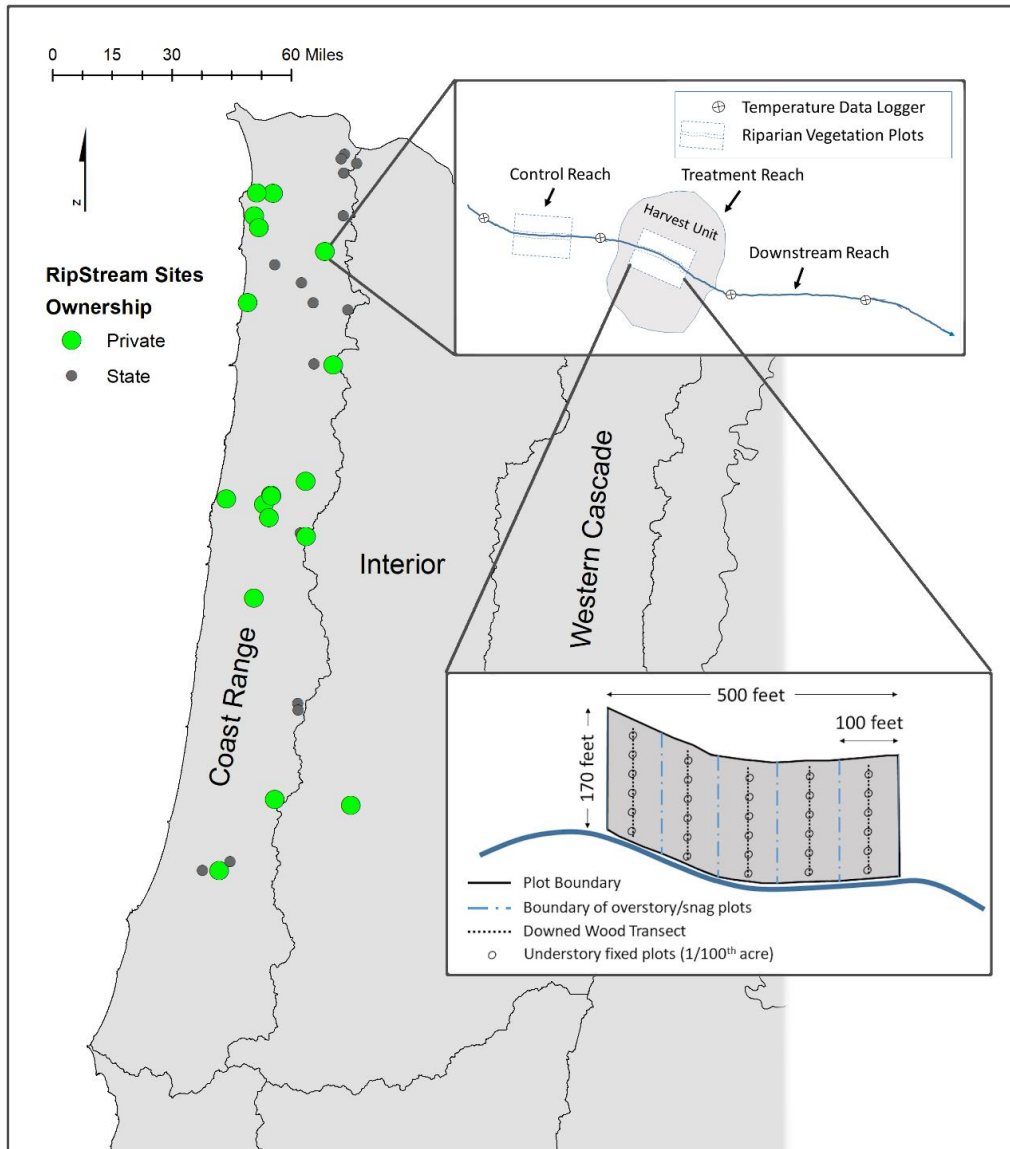 0 15 30 60 Miles
N
RipStream Sites
Ownership
Private
State
Temperature Data Logger
Riparian Vegetation Plots
Control Reach
Treatment Reach
Harvest Unit
Downstream Reach
Coast Range
Interior
Western Cascade
500 feet
100 feet
170 feet
Plot Boundary
Boundary of overstory/snag plots
Downed Wood Transect
Understory fixed plots (1/100th acre)